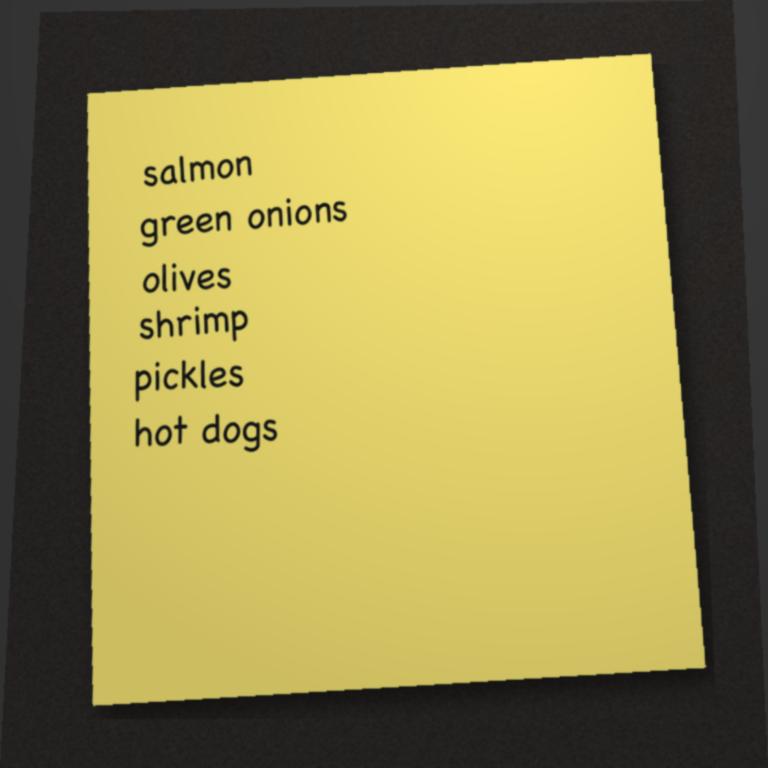 salmon
green onions
olives
shrimp
pickles
hot dogs